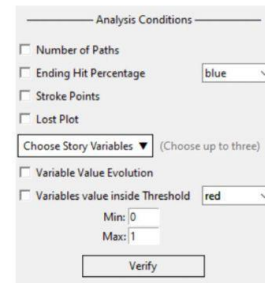 Analysis Conditions
Number of Paths
Ending Hit Percentage blue
Stroke Points
Lost Plot
Choose Story Variables ▼ (Choose up to three)
Variable Value Evolution
Variables value inside Threshold red
Min: 0
Max: 1
Verify